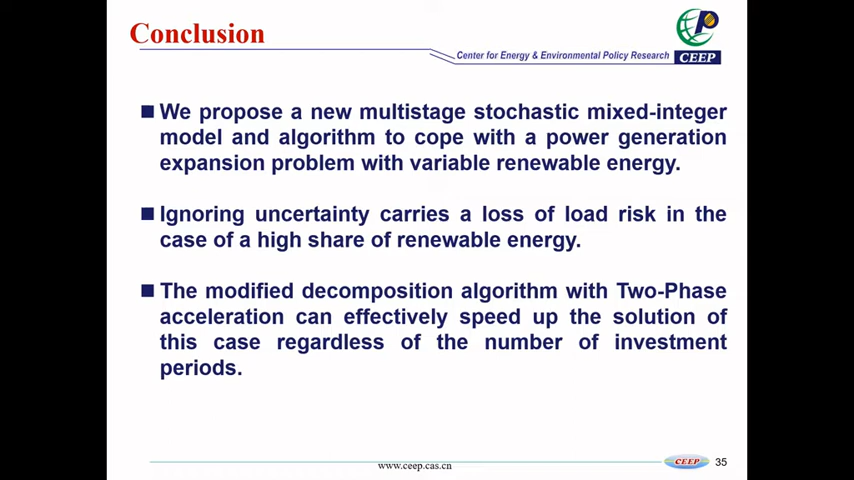 Conclusion
Center for Energy & Environmental Policy Research
CEEP
■ We propose a new multistage stochastic mixed-integer
model and algorithm to cope with a power generation
expansion problem with variable renewable energy.
■ Ignoring uncertainty carries a loss of load risk in the
case of a high share of renewable energy.
■ The modified decomposition algorithm with Two-Phase
acceleration can effectively speed up the solution of
this case regardless of the number of investment
periods.
www.ceep.cas.cn
CEEP
35